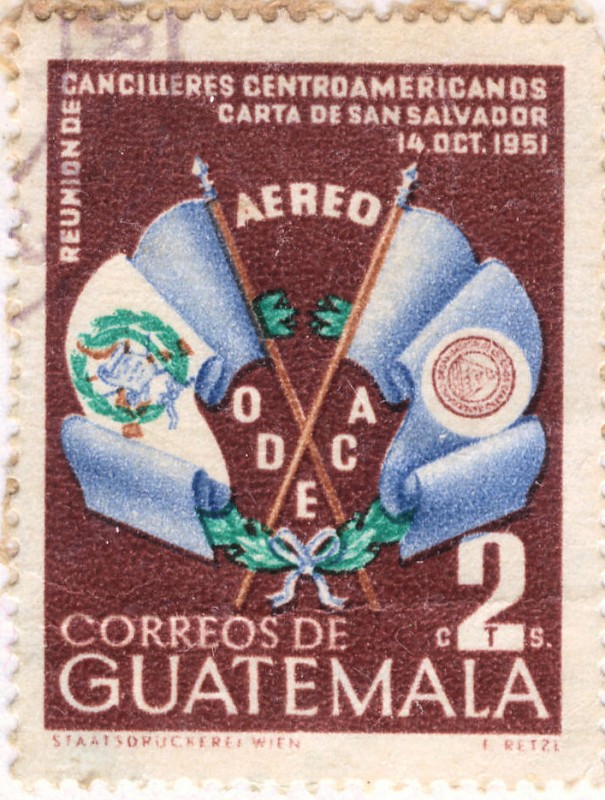 REUNION DE
CANCILLERES CENTROAMERICANOS
CARTA DE SAN SALVADOR
14 OCT. 1951
AEREO
ODECA
2
CTS.
CORREOS DE
GUATEMALA
STAATSDRUCKEREI WIEN
E. RETZL